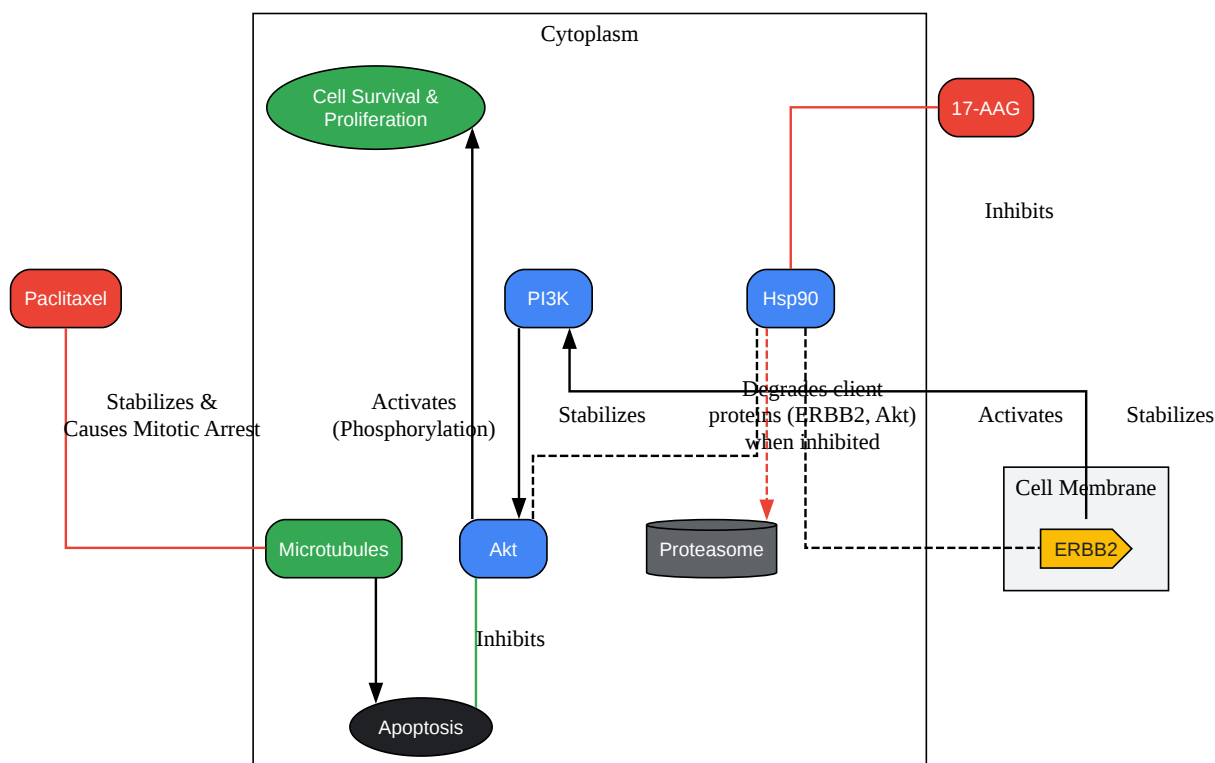 Cytoplasm
Cell Survival &
Proliferation
17-AAG
Inhibits
Paclitaxel
PI3K
Hsp90
Stabilizes &
Causes Mitotic Arrest
Activates
(Phosphorylation)
Stabilizes
Degrades client
proteins (ERBB2, Akt)
when inhibited
Activates
Stabilizes
Cell Membrane
Microtubules
Akt
Proteasome
ERBB2
Inhibits
Apoptosis